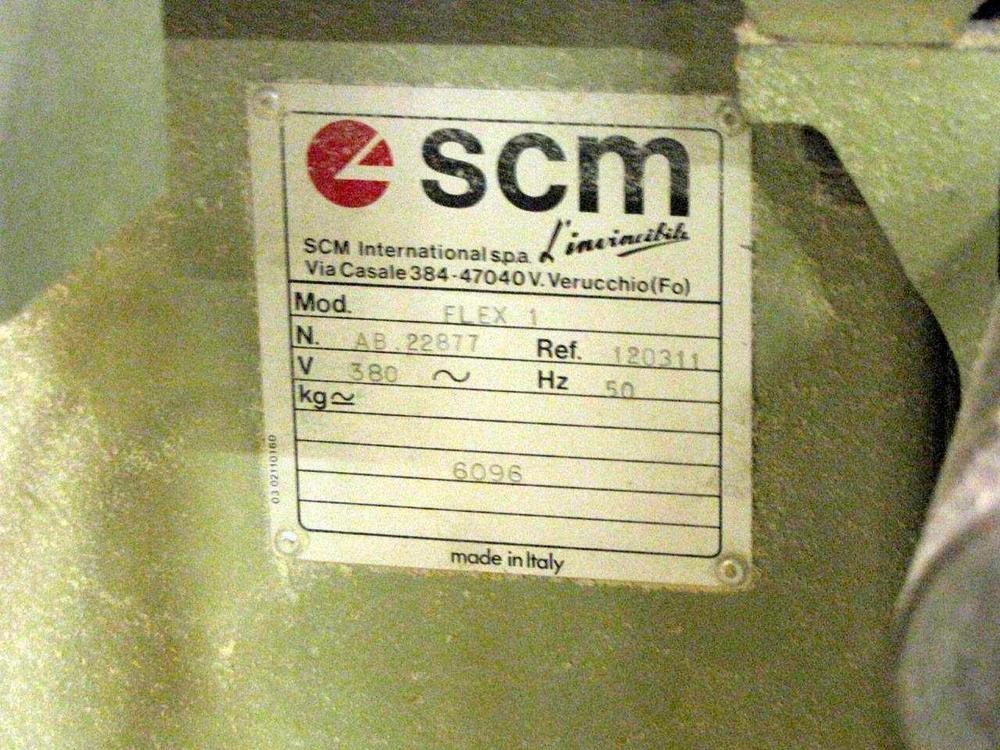 scm
L'invincibile
SCM International s.p.a.
Via Casale 384 - 47040 V. Verucchio (Fo)
Mod. FLEX 1
N. AB.22877 Ref. 120311
V 380 ~ Hz 50
kg≃
6096
03 02110160
made in Italy